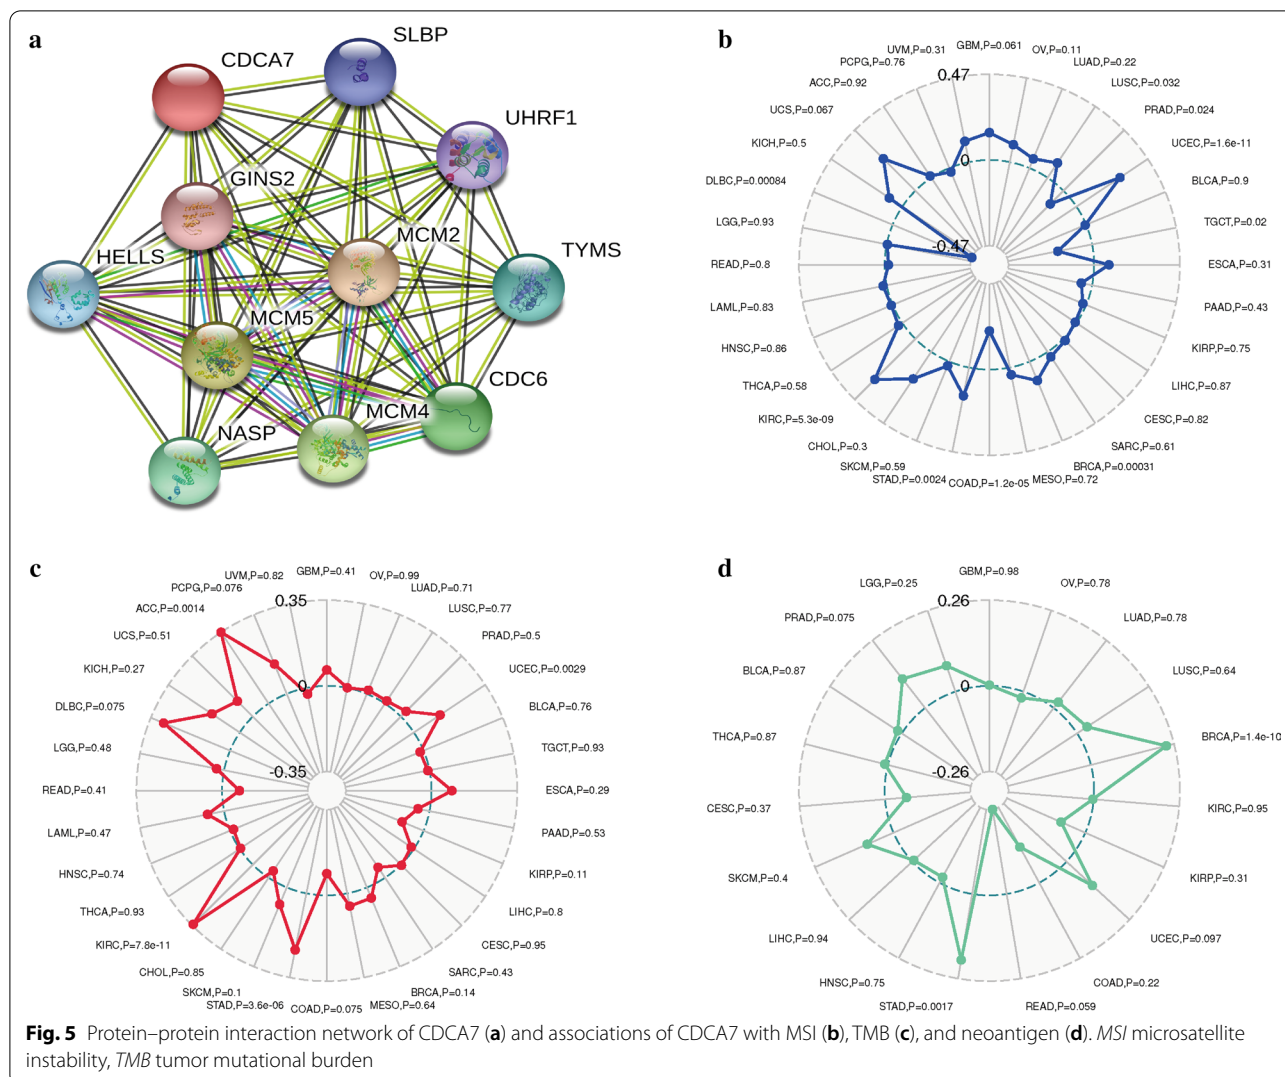 a
CDCA7
SLBP
UHRF1
GINS2
MCM2
HELLS
TYMS
MCM5
CDC6
MCM4
NASP
b
GBM,P=0.061
OV,P=0.11
LUAD,P=0.22
LUSC,P=0.032
PRAD,P=0.024
UCEC,P=1.6e-11
BLCA,P=0.9
TGCT,P=0.02
ESCA,P=0.31
PAAD,P=0.43
KIRP,P=0.75
LIHC,P=0.87
CESC,P=0.82
SARC,P=0.61
BRCA,P=0.00031
MESO,P=0.72
COAD,P=1.2e-05
STAD,P=0.0024
SKCM,P=0.59
CHOL,P=0.3
KIRC,P=5.3e-09
THCA,P=0.58
HNSC,P=0.86
LAML,P=0.83
READ,P=0.8
LGG,P=0.93
DLBC,P=0.00084
KICH,P=0.5
UCS,P=0.067
ACC,P=0.92
PCPG,P=0.76
UVM,P=0.31
0.47
0
-0.47
c
GBM,P=0.41
OV,P=0.99
LUAD,P=0.71
LUSC,P=0.77
PRAD,P=0.5
UCEC,P=0.0029
BLCA,P=0.76
TGCT,P=0.93
ESCA,P=0.29
PAAD,P=0.53
KIRP,P=0.11
LIHC,P=0.8
CESC,P=0.95
SARC,P=0.43
BRCA,P=0.14
MESO,P=0.64
COAD,P=0.075
STAD,P=3.6e-06
SKCM,P=0.1
CHOL,P=0.85
KIRC,P=7.8e-11
THCA,P=0.93
HNSC,P=0.74
LAML,P=0.47
READ,P=0.41
LGG,P=0.48
DLBC,P=0.075
KICH,P=0.27
UCS,P=0.51
ACC,P=0.0014
PCPG,P=0.076
UVM,P=0.82
0.35
0
-0.35
d
GBM,P=0.98
OV,P=0.78
LUAD,P=0.78
LUSC,P=0.64
BRCA,P=1.4e-10
KIRC,P=0.95
KIRP,P=0.31
UCEC,P=0.097
COAD,P=0.22
READ,P=0.059
STAD,P=0.0017
HNSC,P=0.75
LIHC,P=0.94
SKCM,P=0.4
CESC,P=0.37
THCA,P=0.87
BLCA,P=0.87
PRAD,P=0.075
LGG,P=0.25
0.26
0
-0.26
Fig. 5 Protein–protein interaction network of CDCA7 (a) and associations of CDCA7 with MSI (b), TMB (c), and neoantigen (d). MSI microsatellite
instability, TMB tumor mutational burden